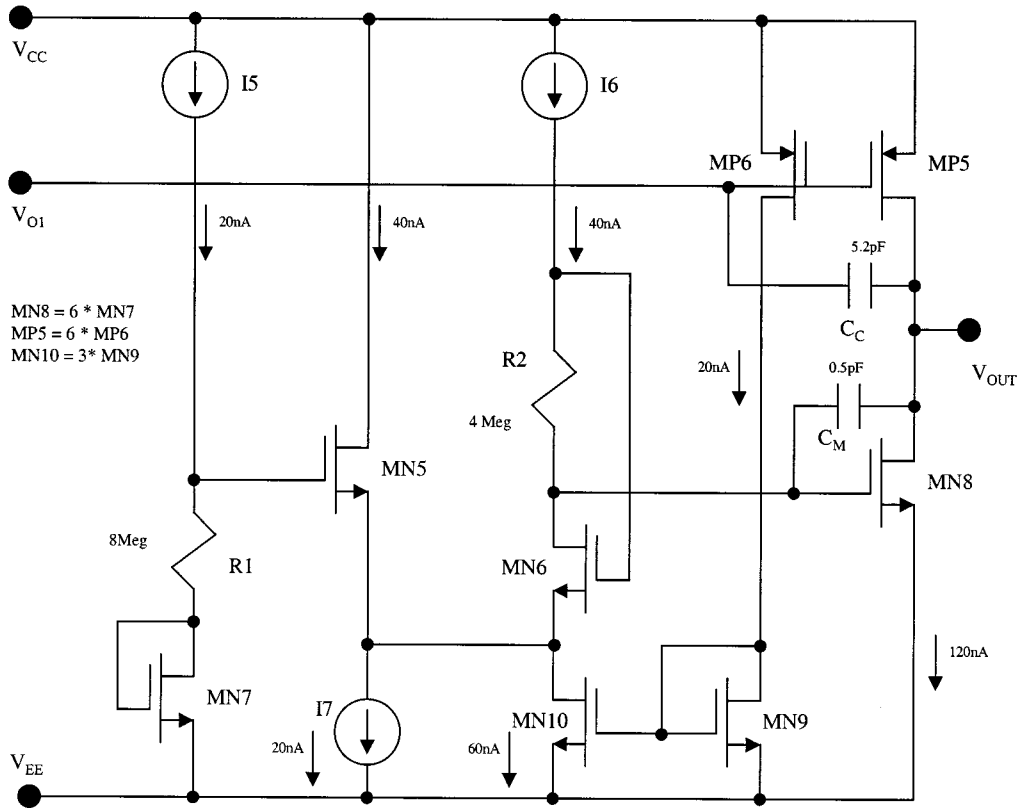 V_CC
I5
I6
MP6
MP5
V_O1
20nA
40nA
40nA
5.2pF
C_C
MN8 = 6 * MN7
MP5 = 6 * MP6
MN10 = 3* MN9
R2
4 Meg
20nA
V_OUT
0.5pF
C_M
MN5
MN8
8Meg
R1
MN6
MN7
I7
MN10
MN9
120nA
V_EE
20nA
60nA